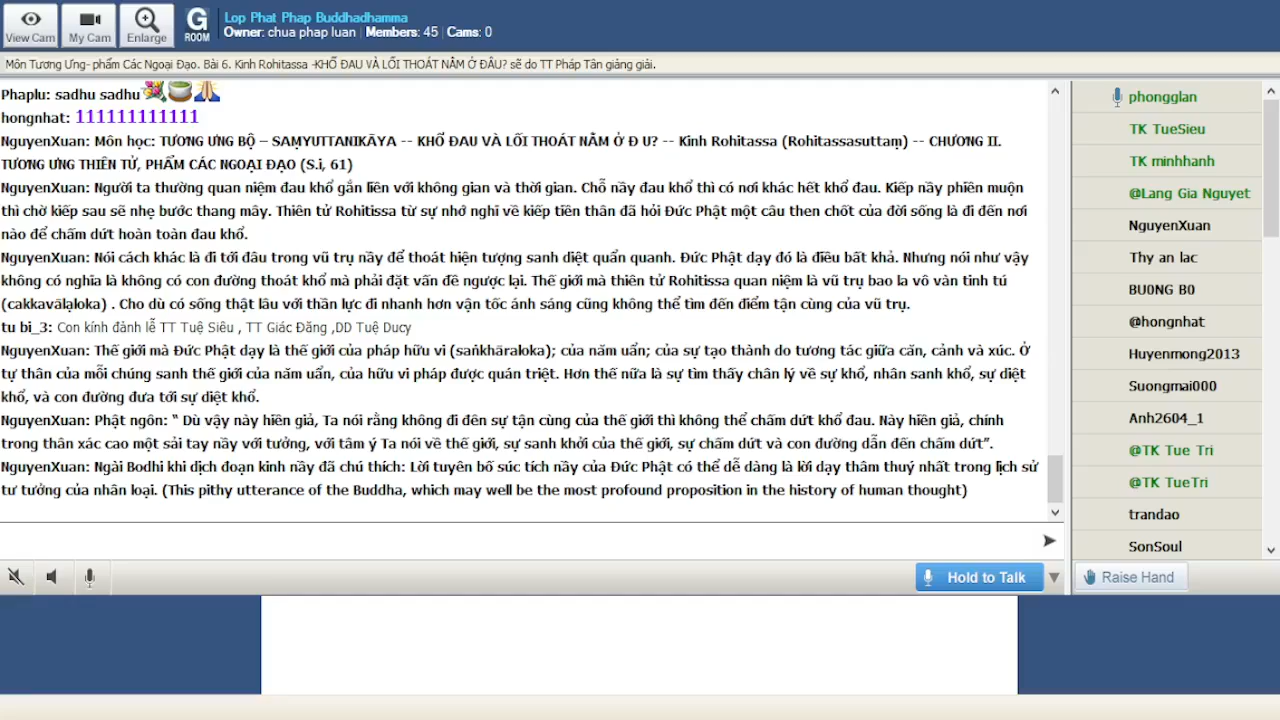 View Cam
My Cam
Enlarge
G
ROOM
Lop Phat Phap Buddhadhamma
Owner: chua phap luan | Members: 45 | Cams: 0
Môn Tương Ưng- phẩm Các Ngoại Đạo. Bài 6. Kinh Rohitassa -KHỔ ĐAU VÀ LỐI THOÁT NẰM Ở ĐÂU? sẽ do TT Pháp Tân giảng giải.
Phaplu: sadhu sadhu
hongnhat: 111111111111
NguyenXuan: Môn học: TƯƠNG ƯNG BỘ – SAṂYUTTANIKĀYA -- KHỔ ĐAU VÀ LỐI THOÁT NẰM Ở Đ U? -- Kinh Rohitassa (Rohitassasuttaṃ) -- CHƯƠNG II.
TƯƠNG ƯNG THIÊN TỬ, PHẨM CÁC NGOẠI ĐẠO (S.i, 61)
NguyenXuan: Người ta thường quan niệm đau khổ gắn liền với không gian và thời gian. Chỗ nầy đau khổ thì có nơi khác hết khổ đau. Kiếp nầy phiền muộn
thì chờ kiếp sau sẽ nhẹ bước thang mây. Thiên tử Rohitissa từ sự nhớ nghĩ về kiếp tiền thân đã hỏi Đức Phật một câu then chốt của đời sống là đi đến nơi
nào để chấm dứt hoàn toàn đau khổ.
NguyenXuan: Nói cách khác là đi tới đâu trong vũ trụ nầy để thoát hiện tượng sanh diệt quẩn quanh. Đức Phật dạy đó là điều bất khả. Nhưng nói như vậy
không có nghĩa là không có con đường thoát khổ mà phải đặt vấn đề ngược lại. Thế giới mà thiên tử Rohitissa quan niệm là vũ trụ bao la vô vàn tinh tú
(cakkavāḷaloka) . Cho dù có sống thật lâu với thần lực đi nhanh hơn vận tốc ánh sáng cũng không thể tìm đến điểm tận cùng của vũ trụ.
tu bi_3: Con kính đảnh lễ TT Tuệ Siêu , TT Giác Đăng ,DD Tuệ Ducy
NguyenXuan: Thế giới mà Đức Phật dạy là thế giới của pháp hữu vi (saṅkhāraloka); của năm uẩn; của sự tạo thành do tương tác giữa căn, cảnh và xúc. Ở
tự thân của mỗi chúng sanh thế giới của năm uẩn, của hữu vi pháp được quán triệt. Hơn thế nữa là sự tìm thấy chân lý về sự khổ, nhân sanh khổ, sự diệt
khổ, và con đường đưa tới sự diệt khổ.
NguyenXuan: Phật ngôn: “ Dù vậy này hiền giả, Ta nói rằng không đi đến sự tận cùng của thế giới thì không thể chấm dứt khổ đau. Này hiền giả, chính
trong thân xác cao một sải tay nầy với tưởng, với tâm ý Ta nói về thế giới, sự sanh khởi của thế giới, sự chấm dứt và con đường dẫn đến chấm dứt”.
NguyenXuan: Ngài Bodhi khi dịch đoạn kinh nầy đã chú thích: Lời tuyên bố súc tích nầy của Đức Phật có thể dễ dàng là lời dạy thâm thuý nhất trong lịch sử
tư tưởng của nhân loại. (This pithy utterance of the Buddha, which may well be the most profound proposition in the history of human thought)
Hold to Talk
phongglan
TK TueSieu
TK minhhanh
@Lang Gia Nguyet
NguyenXuan
Thy an lac
BU0NG B0
@hongnhat
Huyenmong2013
Suongmai000
Anh2604_1
@TK Tue Tri
@TK TueTri
trandao
SonSoul
Raise Hand